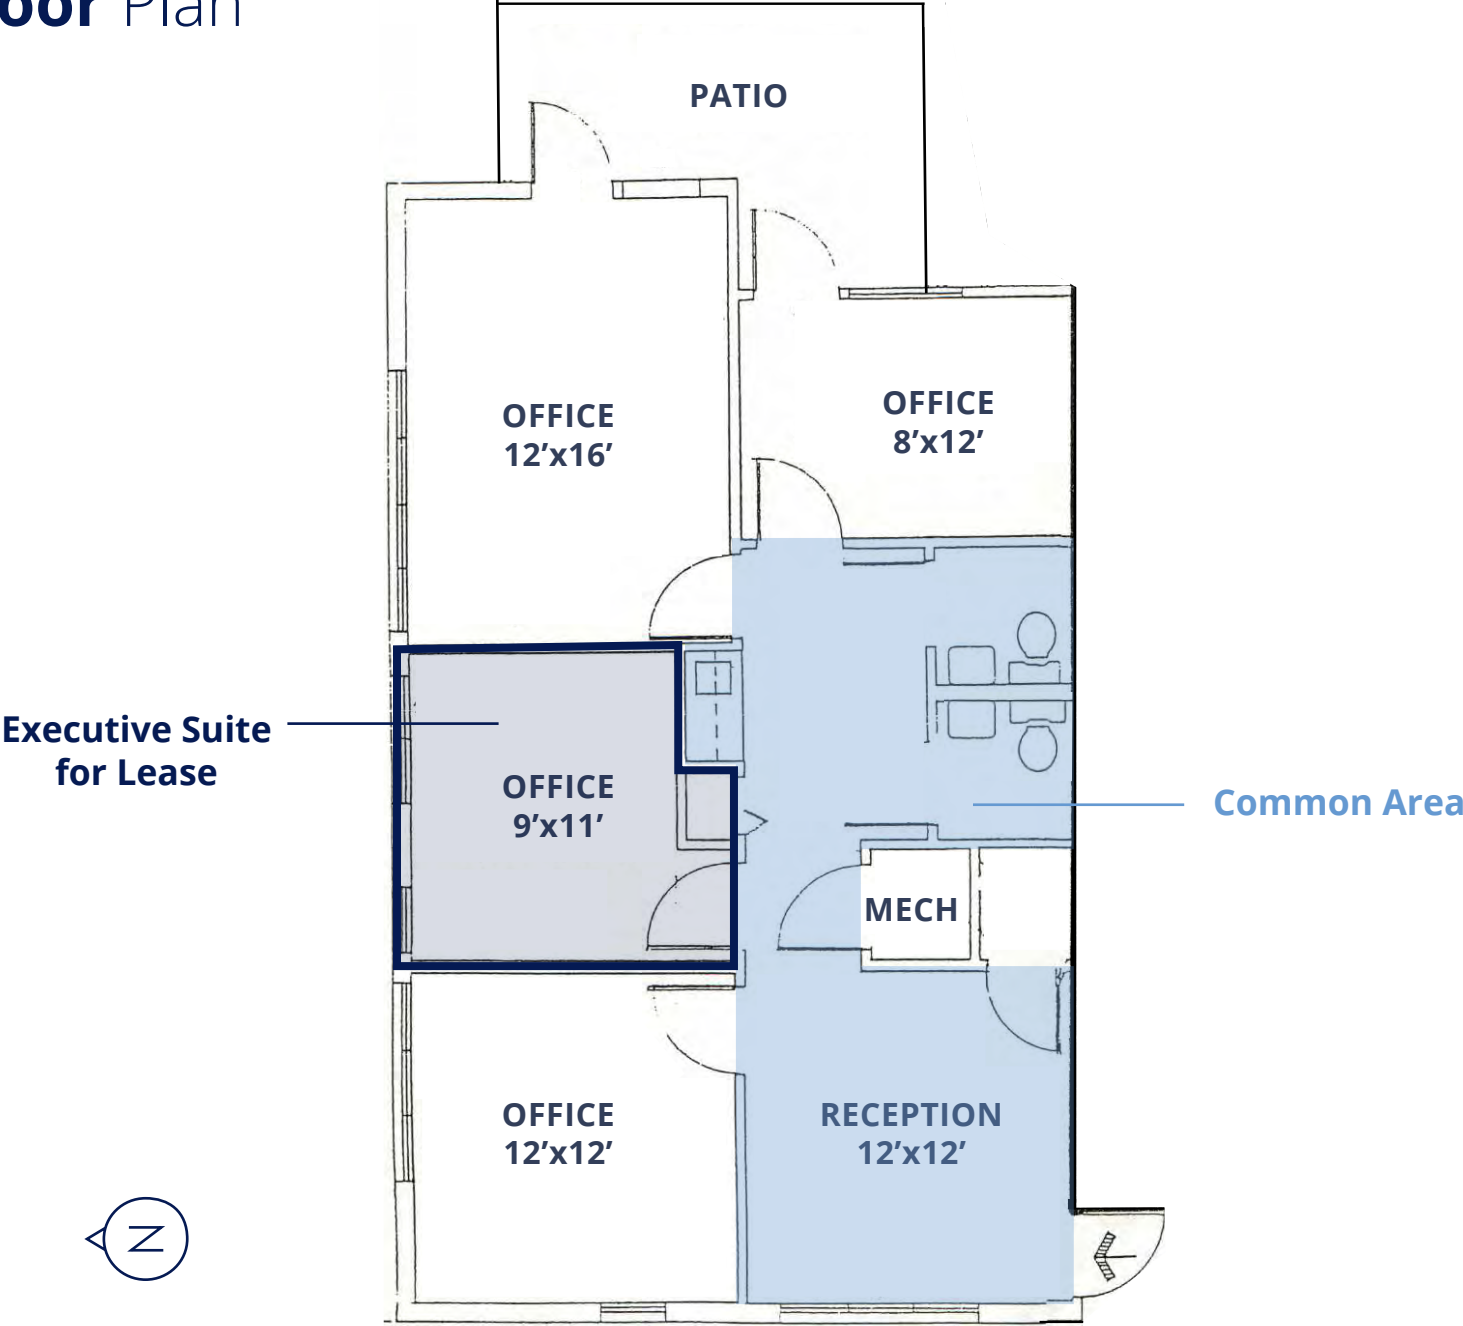 oor Plan
PATIO
OFFICE
12’x16’
OFFICE
8’x12’
Executive Suite
for Lease
OFFICE
9’x11’
Common Area
MECH
OFFICE
12’x12’
RECEPTION
12’x12’
N